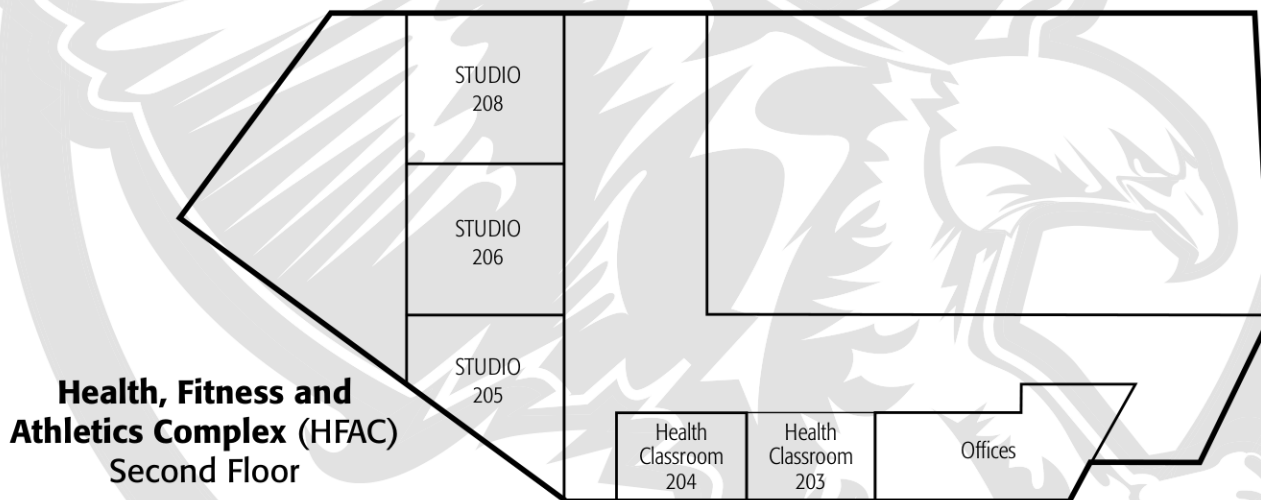 STUDIO
208
STUDIO
206
STUDIO
205
Health, Fitness and
Athletics Complex (HFAC)
Second Floor
Health
Classroom
204
Health
Classroom
203
Offices